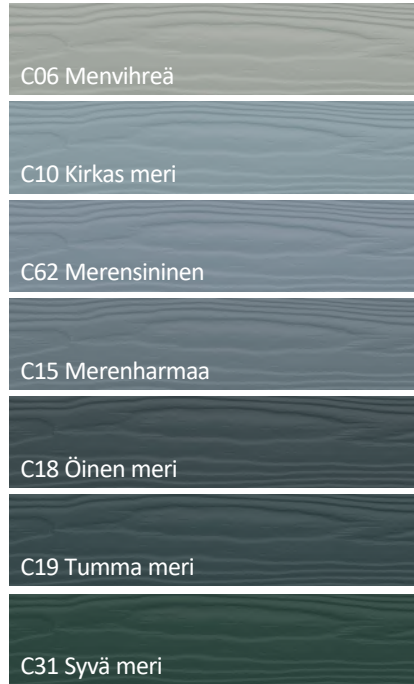 C06 Menvihreä
C10 Kirkas meri
C62 Merensininen
C15 Merenharmaa
C18 Öinen meri
C19 Tumma meri
C31 Syvä meri